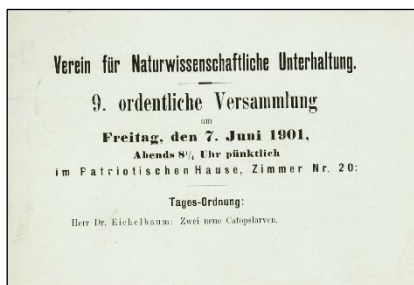 Verein für Naturwissenschaftliche Unterhaltung.
9. ordentliche Versammlung
am
Freitag, den 7. Juni 1901,
Abends 8¼ Uhr pünktlich
im Patriotischen Hause, Zimmer Nr. 20:
Tages-Ordnung:
Herr Dr. Eichelbaum: Zwei neue Catopslarven.